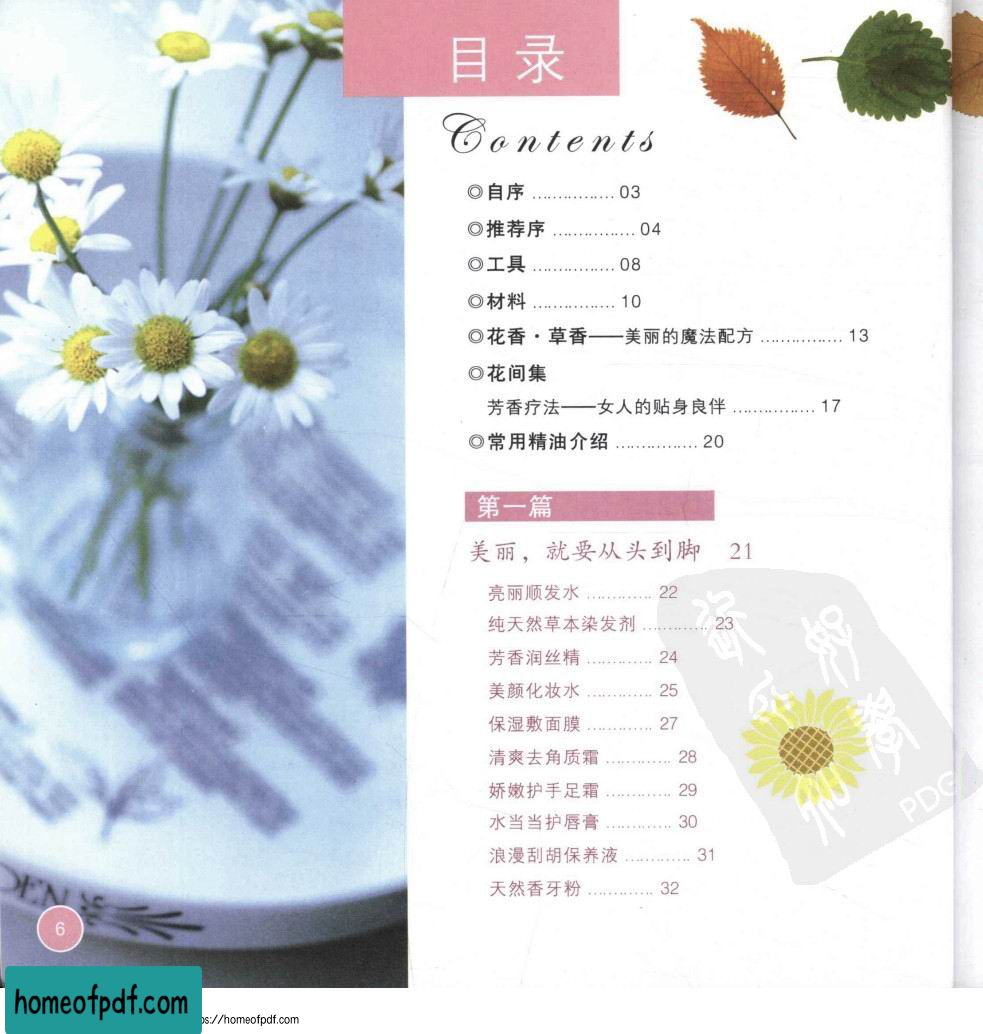 目录
Contents
◎自序 ................ 03
◎推荐序 ................ 04
◎工具 ................ 08
◎材料 ................ 10
◎花香·草香——美丽的魔法配方 ................ 13
◎花间集
芳香疗法——女人的贴身良伴 ................ 17
◎常用精油介绍 ................ 20
第一篇
美丽，就要从头到脚 21
亮丽顺发水 ............. 22
纯天然草本染发剂 ............. 23
芳香润丝精 ............. 24
美颜化妆水 ............. 25
保湿敷面膜 ............. 27
清爽去角质霜 ............. 28
娇嫩护手足霜 ............. 29
水当当护唇膏 ............. 30
浪漫刮胡保养液 ............. 31
天然香牙粉 ............. 32
PDG
6
homeofpdf.com
ps://homeofpdf.com